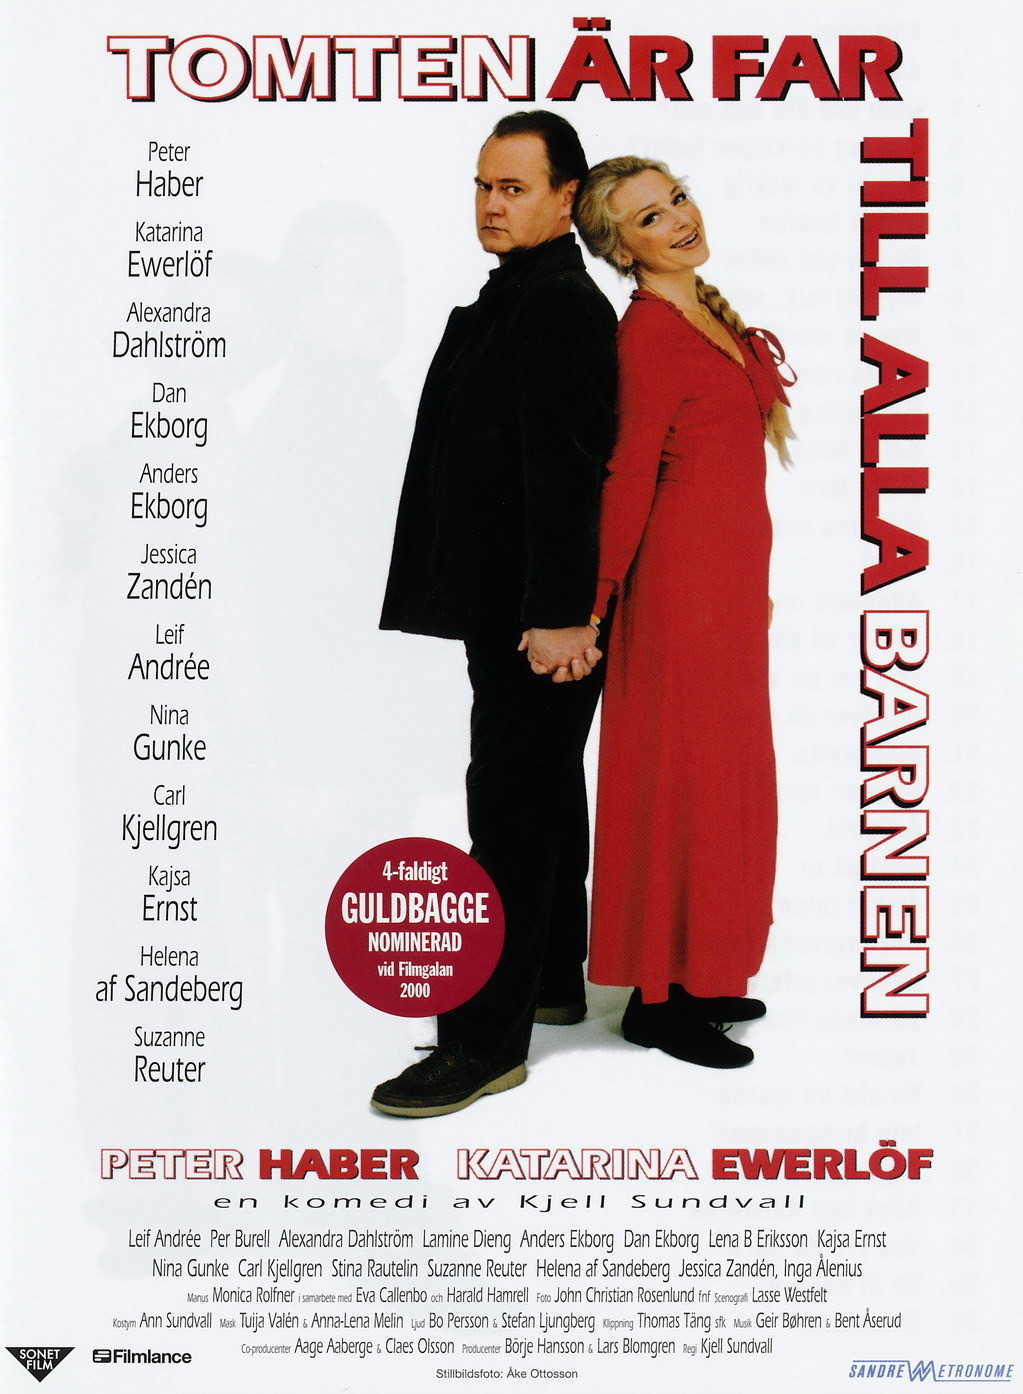 TOMTEN ÄR FAR
TILL ALLA BARNEN
Peter
Haber
Katarina
Ewerlöf
Alexandra
Dahlström
Dan
Ekborg
Anders
Ekborg
Jessica
Zandén
Leif
Andrée
Nina
Gunke
Carl
Kjellgren
Kajsa
Ernst
Helena
af Sandeberg
Suzanne
Reuter
4-faldigt
GULDBAGGE
NOMINERAD
vid Filmgalan
2000
PETER HABER KATARINA EWERLÖF
en komedi av Kjell Sundvall
Leif Andrée Per Burell Alexandra Dahlström Lamine Dieng Anders Ekborg Dan Ekborg Lena B Eriksson Kajsa Ernst
Nina Gunke Carl Kjellgren Stina Rautelin Suzanne Reuter Helena af Sandeberg Jessica Zandén, Inga Ålenius
Manus Monica Rolfner i samarbete med Eva Callenbo och Harald Hamrell Foto John Christian Rosenlund fnf Scenografi Lasse Westfelt
Kostym Ann Sundvall Mask Tuija Valén & Anna-Lena Melin Ljud Bo Persson & Stefan Ljungberg Klippning Thomas Täng sfk Musik Geir Bøhren & Bent Åserud
Co-producenter Aage Aaberge & Claes Olsson Producenter Börje Hansson & Lars Blomgren Regi Kjell Sundvall
Stillbildsfoto: Åke Ottosson
SONET
FILM
Filmlance
SANDREW METRONOME